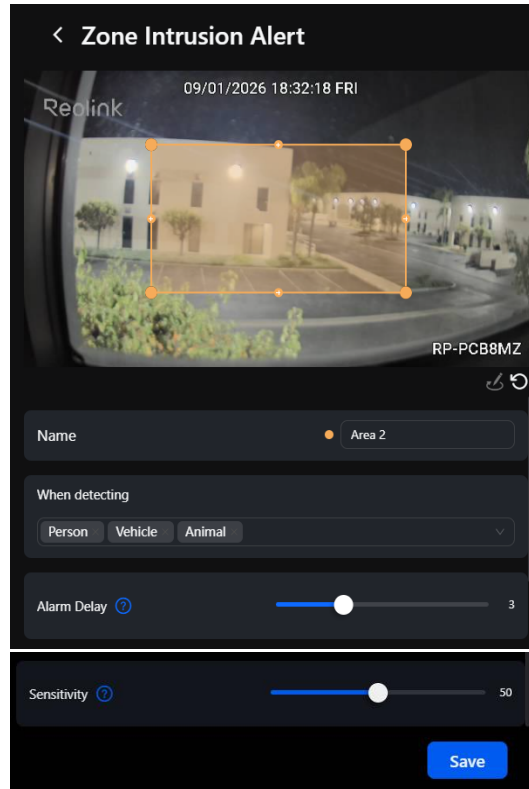 Zone Intrusion Alert
09/01/2026 18:32:18 FRI
Reolink
RP-PCB8MZ
Name
Area 2
When detecting
Person Vehicle Animal
Alarm Delay ?
3
Sensitivity ?
50
Save